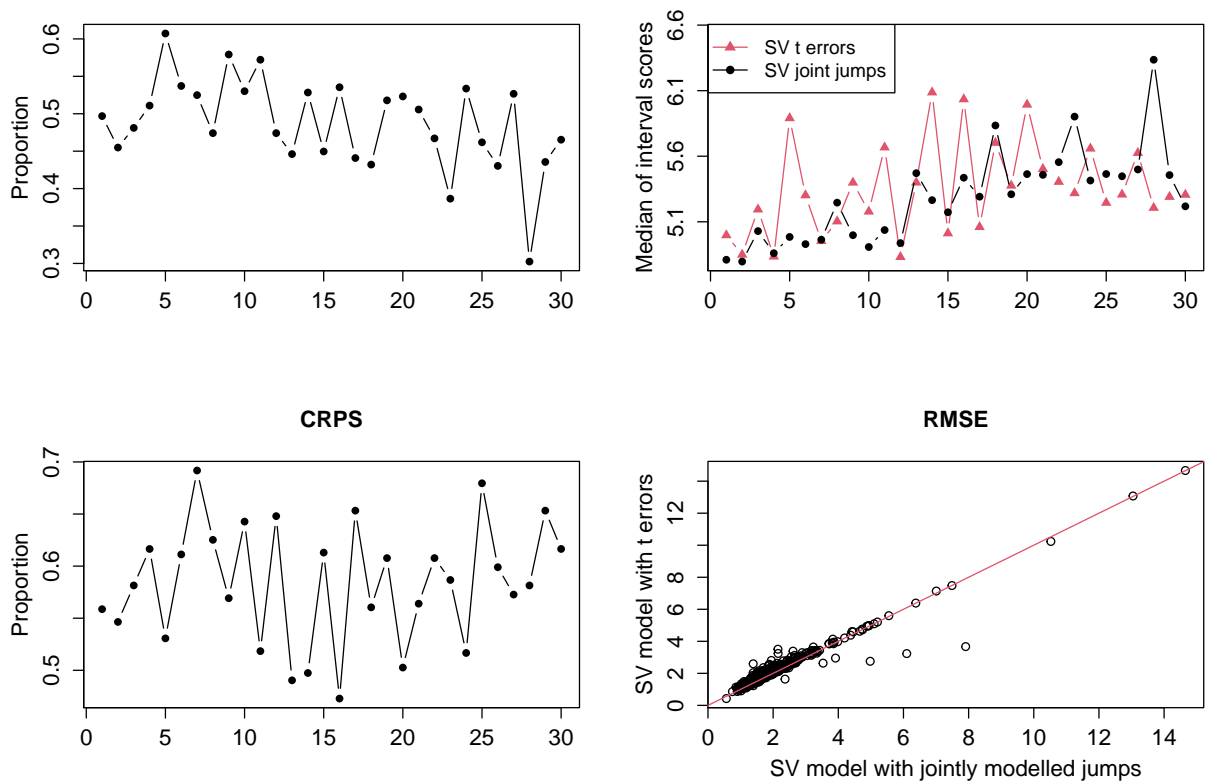 Proportion
0.3
0.4
0.5
0.6
0 5 10 15 20 25 30
Median of interval scores
5.1
5.6
6.1
6.6
SV t errors
SV joint jumps
0 5 10 15 20 25 30
CRPS
Proportion
0.5
0.6
0.7
0 5 10 15 20 25 30
RMSE
SV model with t errors
0 2 4 6 8 12
0 2 4 6 8 10 12 14
SV model with jointly modelled jumps